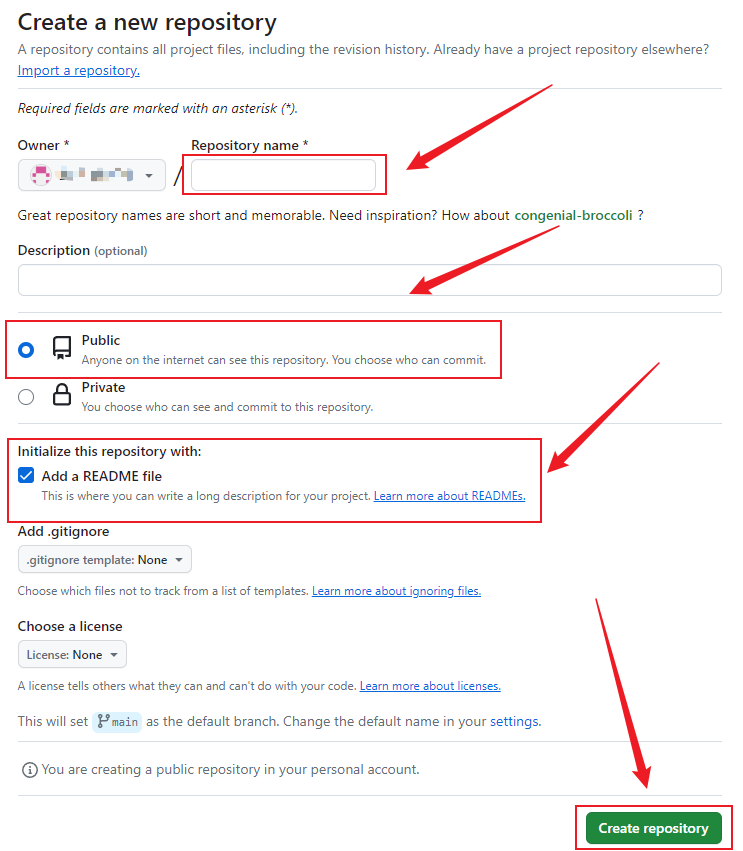 Create a new repository
A repository contains all project files, including the revision history. Already have a project repository elsewhere?
Import a repository.
Required fields are marked with an asterisk (*).
Owner * Repository name *
/
Great repository names are short and memorable. Need inspiration? How about congenial-broccoli ?
Description (optional)
Public
Anyone on the internet can see this repository. You choose who can commit.
Private
You choose who can see and commit to this repository.
Initialize this repository with:
Add a README file
This is where you can write a long description for your project. Learn more about READMEs.
Add .gitignore
.gitignore template: None
Choose which files not to track from a list of templates. Learn more about ignoring files.
Choose a license
License: None
A license tells others what they can and can't do with your code. Learn more about licenses.
This will set main as the default branch. Change the default name in your settings.
You are creating a public repository in your personal account.
Create repository